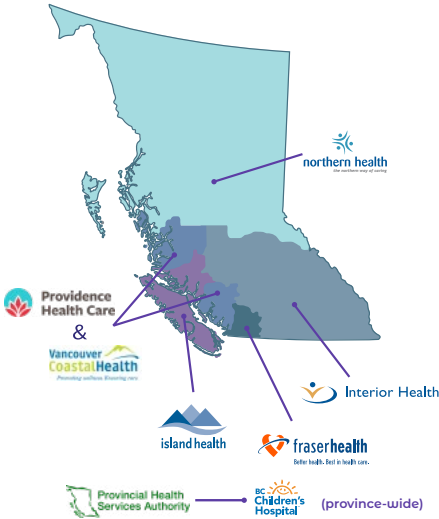 northern health
the northern way of caring
Providence
Health Care
&
Vancouver
CoastalHealth
Promoting wellness. Ensuring care.
Interior Health
island health
fraserhealth
Better health. Best in health care.
Provincial Health
Services Authority
BC
Children's
Hospital
(province-wide)